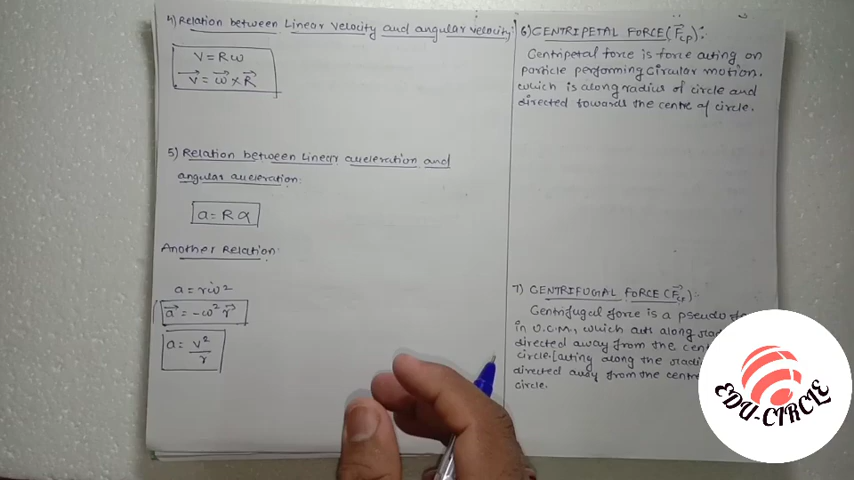 4) Relation between Linear Velocity and angular velocity:
V = Rω
V⃗ = ω⃗ × R⃗
5) Relation between Linear acceleration and
angular acceleration:
a = R α
Another Relation:
a = rω²
a⃗ = -ω² r⃗
a = v²/r
6) CENTRIPETAL FORCE (F⃗cp):
Centripetal force is force acting on
particle performing circular motion.
which is along radius of circle and
directed towards the centre of circle.
7) CENTRIFUGAL FORCE (F⃗cf):
Centrifugal force is a pseudo
in U.C.M., which acts along
directed away from the
circle. [acting along the
directed away from the centre
circle.
EDU-CIRCLE